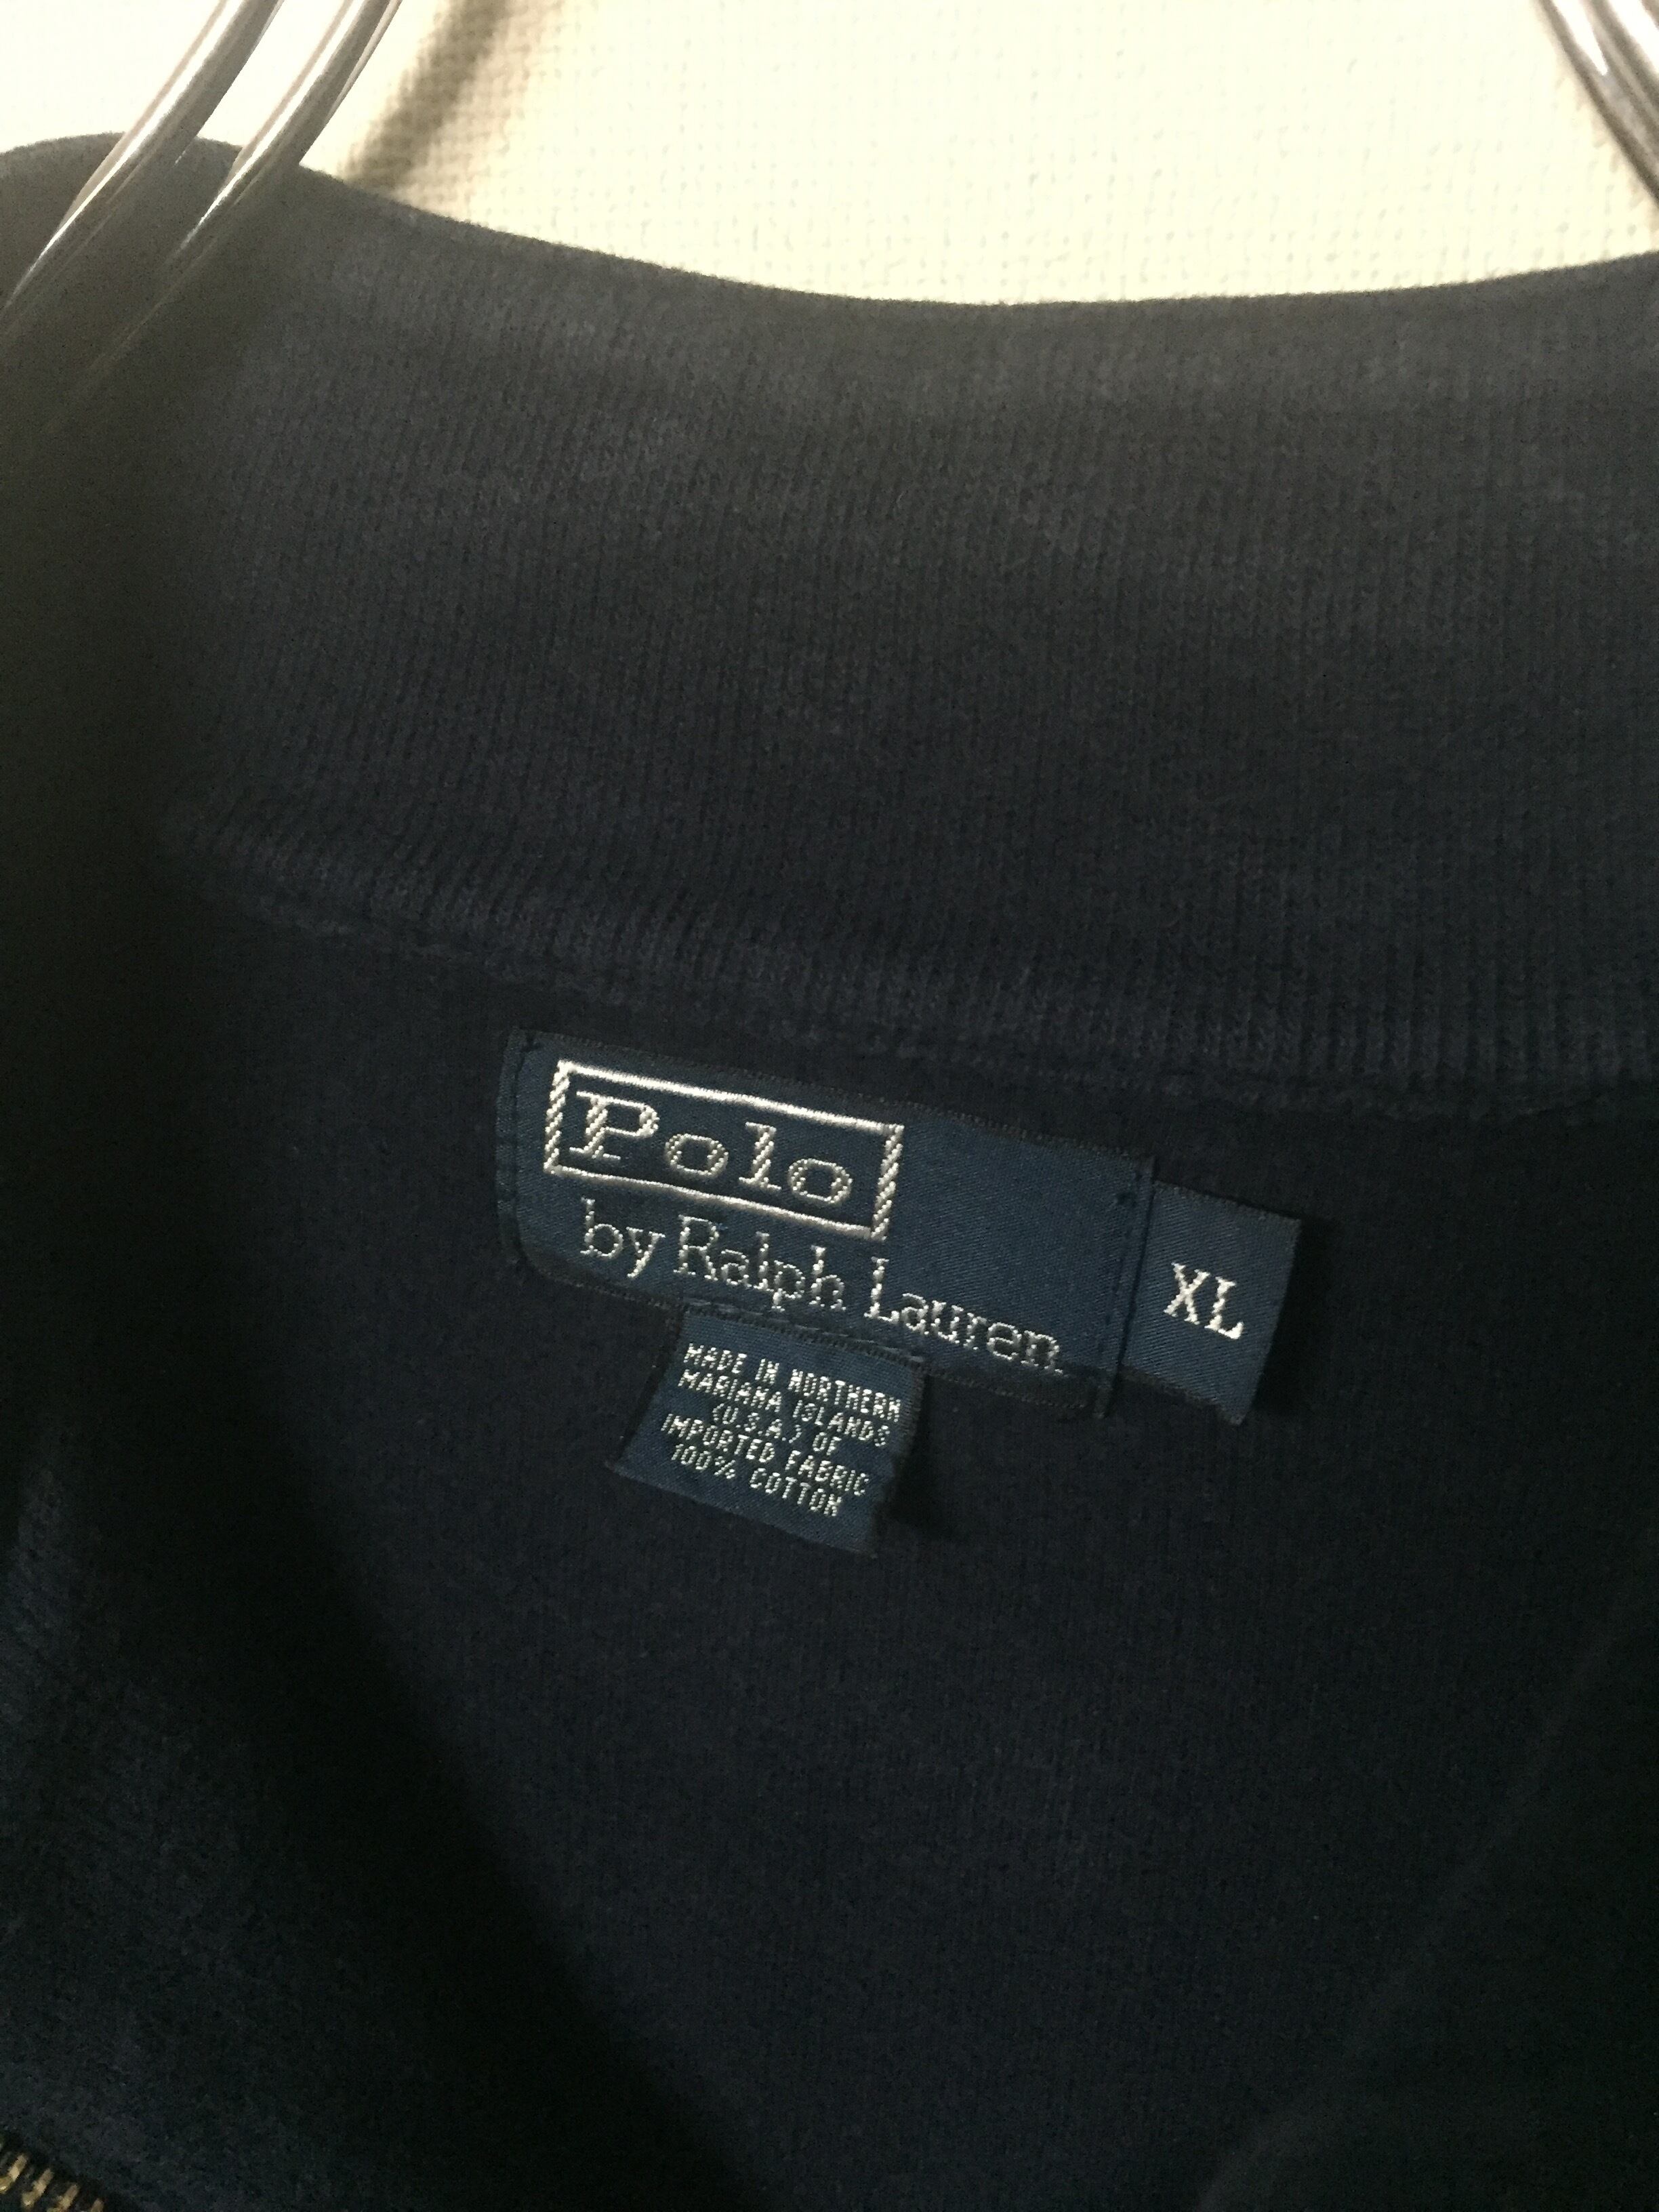 Polo
by Ralph Lauren
XL
MADE IN NORTHERN
MARIANA ISLANDS
(U.S.A.) OF
IMPORTED FABRIC
100% COTTON